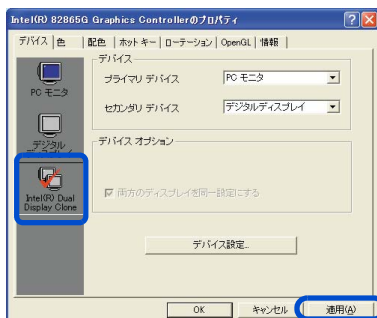 Intel(R) 82865G Graphics Controllerのプロパティ
デバイス 色 配色 ホット キー ローテーション OpenGL 情報
PC モニタ
デジタル
Intel(R) Dual
Display Clone
デバイス
プライマリ デバイス PC モニタ
セカンダリ デバイス デジタルディスプレイ
デバイス オプション
両方のディスプレイを同一設定にする
デバイス設定...
OK キャンセル 適用(A)